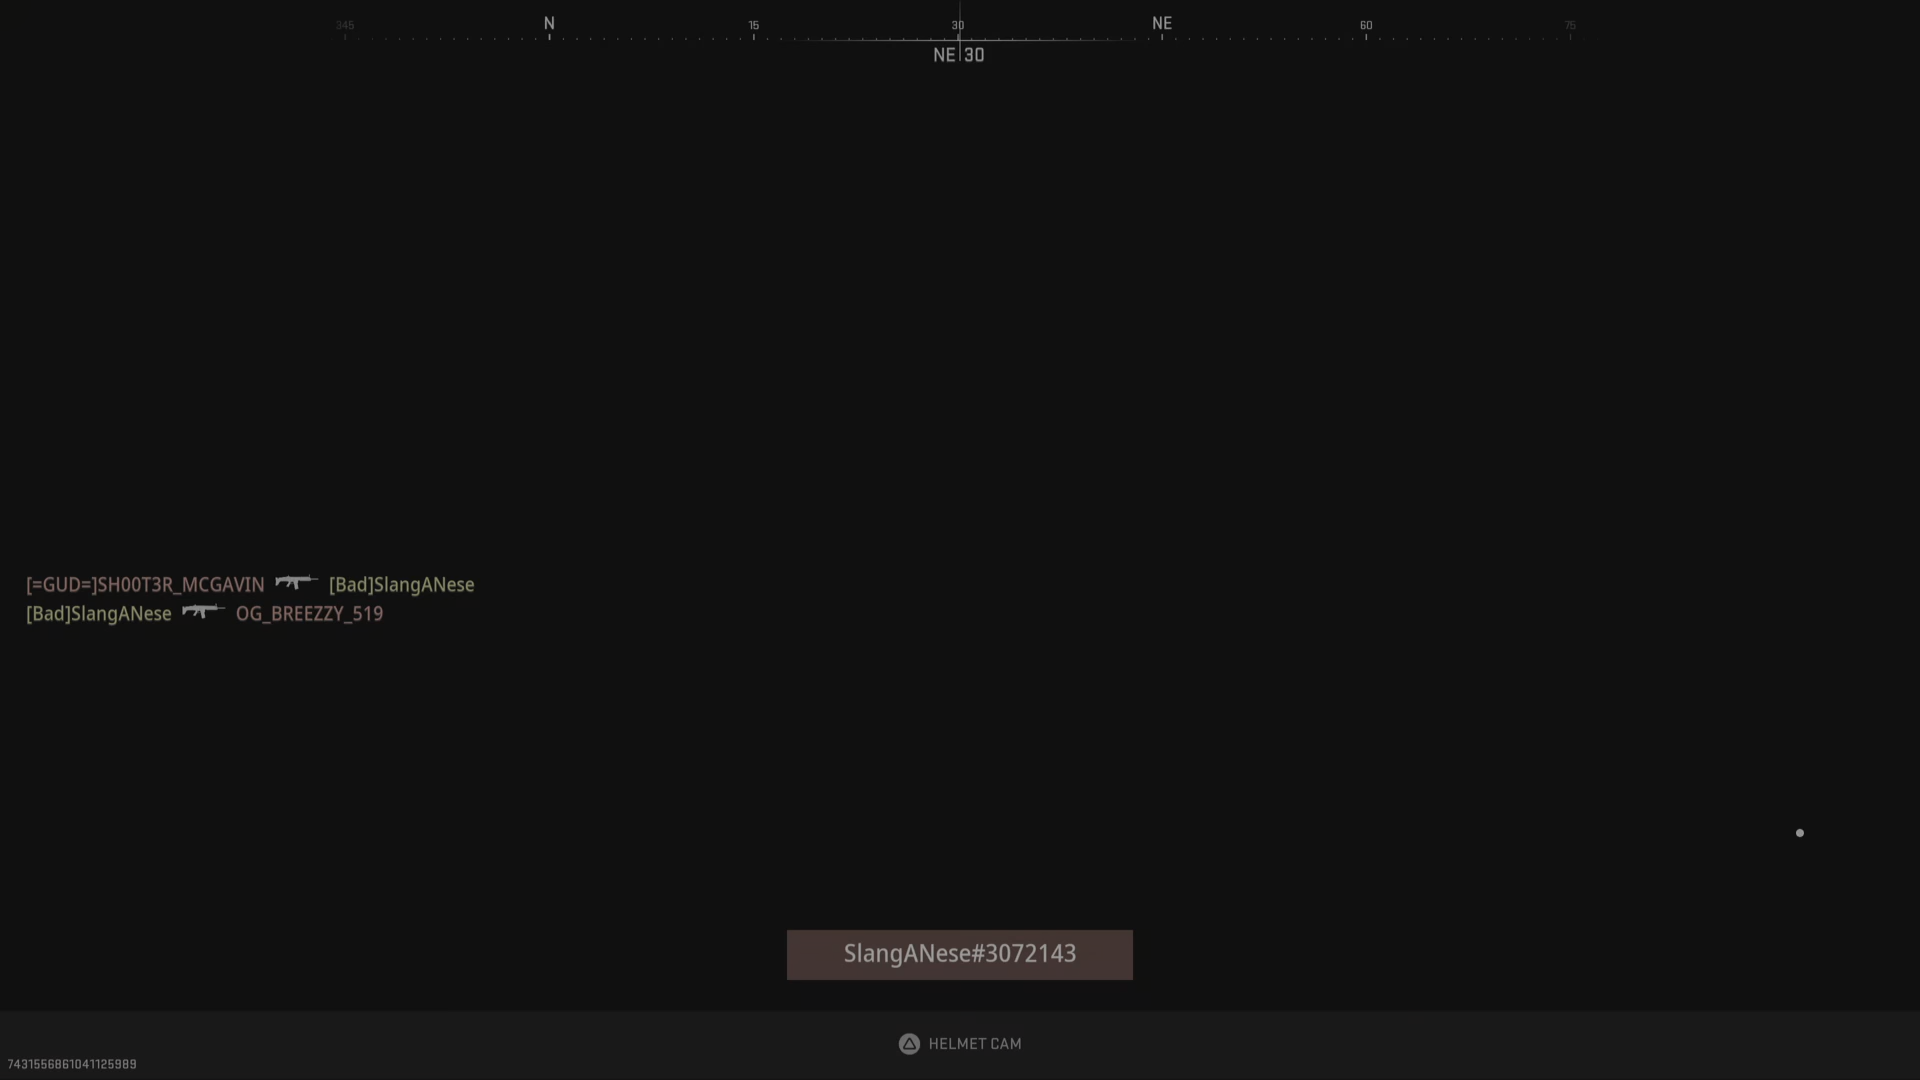 345 N 15 30 NE 60 75
NE 30
[=GUD=]SH00T3R_MCGAVIN [Bad]SlangANese
[Bad]SlangANese OG_BREEZZY_519
SlangANese#3072143
HELMET CAM
7431556861041125989